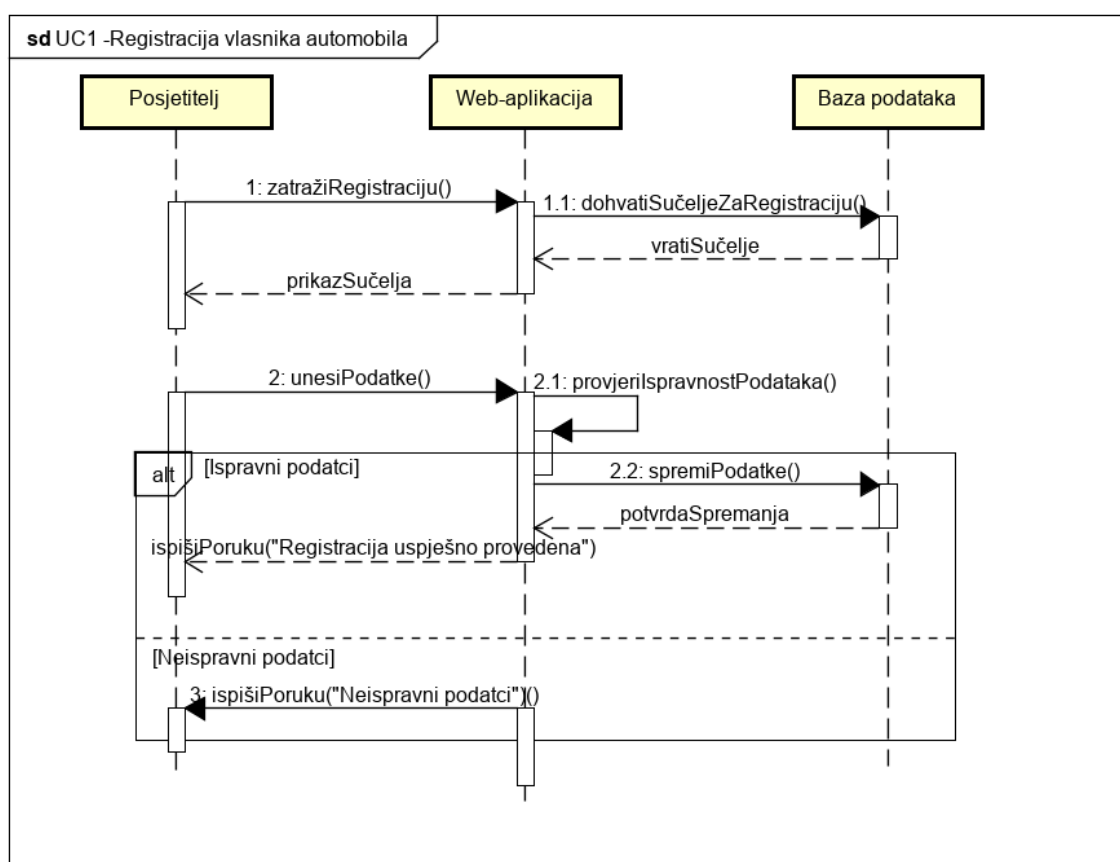 sd UC1 -Registracija vlasnika automobila
Posjetitelj
Web-aplikacija
Baza podataka
1: zatražiRegistraciju()
1.1: dohvatiSučeljeZaRegistraciju()
vratiSučelje
prikazSučelja
2: unesiPodatke()
2.1: provjeriIspravnostPodataka()
alt
[Ispravni podatci]
2.2: spremiPodatke()
potvrdaSpremanja
ispišiPoruku("Registracija uspješno provedena")
[Neispravni podatci]
3: ispišiPoruku("Neispravni podatci")()